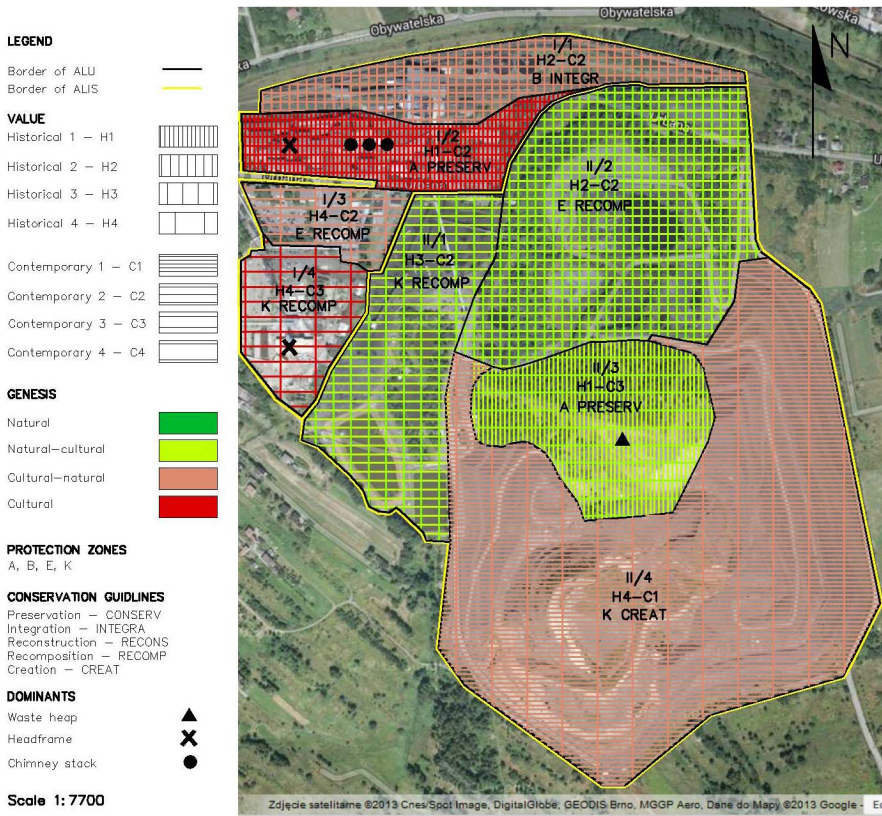 LEGEND
Border of ALU
Border of ALIS
VALUE
Historical 1 – H1
Historical 2 – H2
Historical 3 – H3
Historical 4 – H4
Contemporary 1 – C1
Contemporary 2 – C2
Contemporary 3 – C3
Contemporary 4 – C4
GENESIS
Natural
Natural–cultural
Cultural–natural
Cultural
PROTECTION ZONES
A, B, E, K
CONSERVATION GUIDLINES
Preservation – CONSERV
Integration – INTEGRA
Reconstruction – RECONS
Recomposition – RECOMP
Creation – CREAT
DOMINANTS
Waste heap
Headframe
Chimney stack
Scale 1:7700
Obywatelska
Obywatelska
N
I/1
H2–C2
B INTEGR
I/2
H1–C2
A PRESERV
I/3
H4–C2
E RECOMP
I/4
H4–C3
K RECOMP
II/1
H3–C2
K RECOMP
II/2
H2–C2
E RECOMP
II/3
H1–C3
A PRESERV
II/4
H4–C1
K CREAT
Zdjęcie satelitarne ©2013 Cnes/Spot Image, DigitalGlobe, GEODIS Brno, MGGP Aero, Dane do Mapy ©2013 Google -